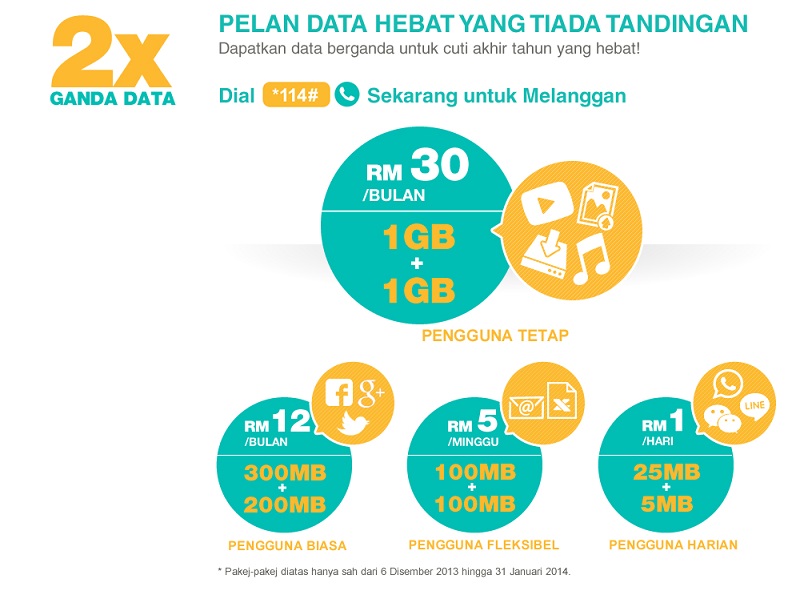 2x
GANDA DATA
PELAN DATA HEBAT YANG TIADA TANDINGAN
Dapatkan data berganda untuk cuti akhir tahun yang hebat!
Dial *114# Sekarang untuk Melanggan
RM 30
/BULAN
1GB
+
1GB
PENGGUNA TETAP
RM 12
/BULAN
300MB
+
200MB
PENGGUNA BIASA
RM 5
/MINGGU
100MB
+
100MB
PENGGUNA FLEKSIBEL
RM 1
/HARI
25MB
+
5MB
LINE
PENGGUNA HARIAN
* Pakej-pakej diatas hanya sah dari 6 Disember 2013 hingga 31 Januari 2014.